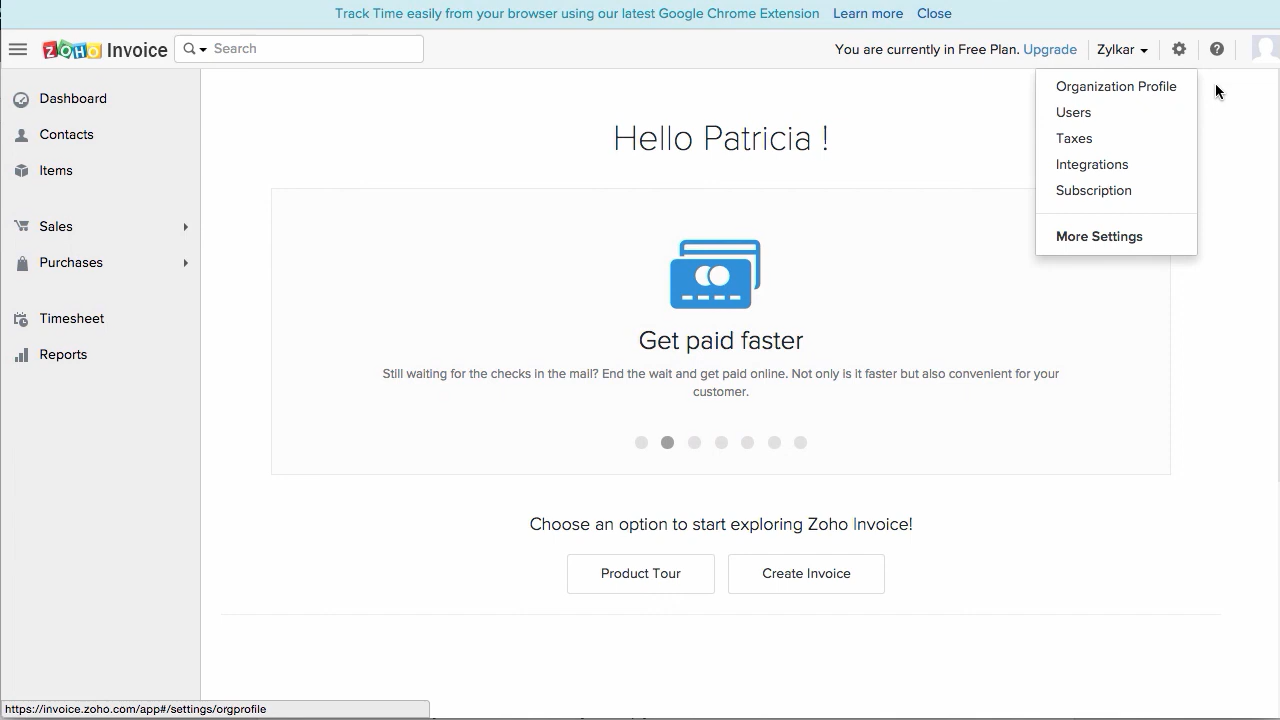 Track Time easily from your browser using our latest Google Chrome Extension Learn more Close
ZOHO Invoice Search You are currently in Free Plan. Upgrade Zylkar
Organization Profile
Users
Taxes
Integrations
Subscription
More Settings
Dashboard
Contacts
Items
Sales
Purchases
Timesheet
Reports
Hello Patricia !
Get paid faster
Still waiting for the checks in the mail? End the wait and get paid online. Not only is it faster but also convenient for your
customer.
Choose an option to start exploring Zoho Invoice!
Product Tour Create Invoice
https://invoice.zoho.com/app#/settings/orgprofile